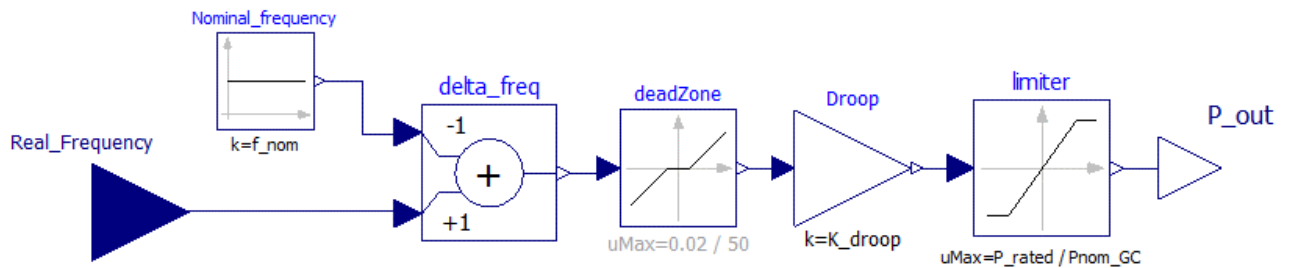 Nominal_frequency
k=f_nom
Real_Frequency
delta_freq
-1
+
+1
deadZone
uMax=0.02 / 50
Droop
k=K_droop
limiter
uMax=P_rated / Pnom_GC
P_out